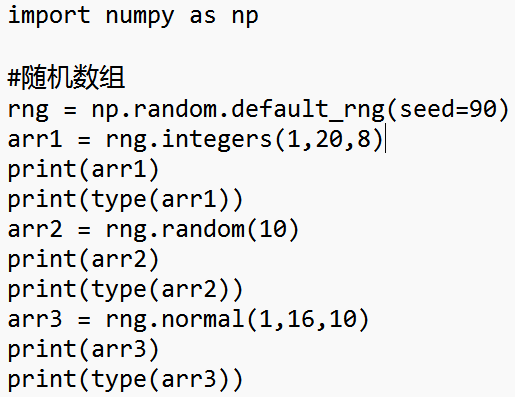 import numpy as np
#随机数组
rng = np.random.default_rng(seed=90)
arr1 = rng.integers(1,20,8)
print(arr1)
print(type(arr1))
arr2 = rng.random(10)
print(arr2)
print(type(arr2))
arr3 = rng.normal(1,16,10)
print(arr3)
print(type(arr3))